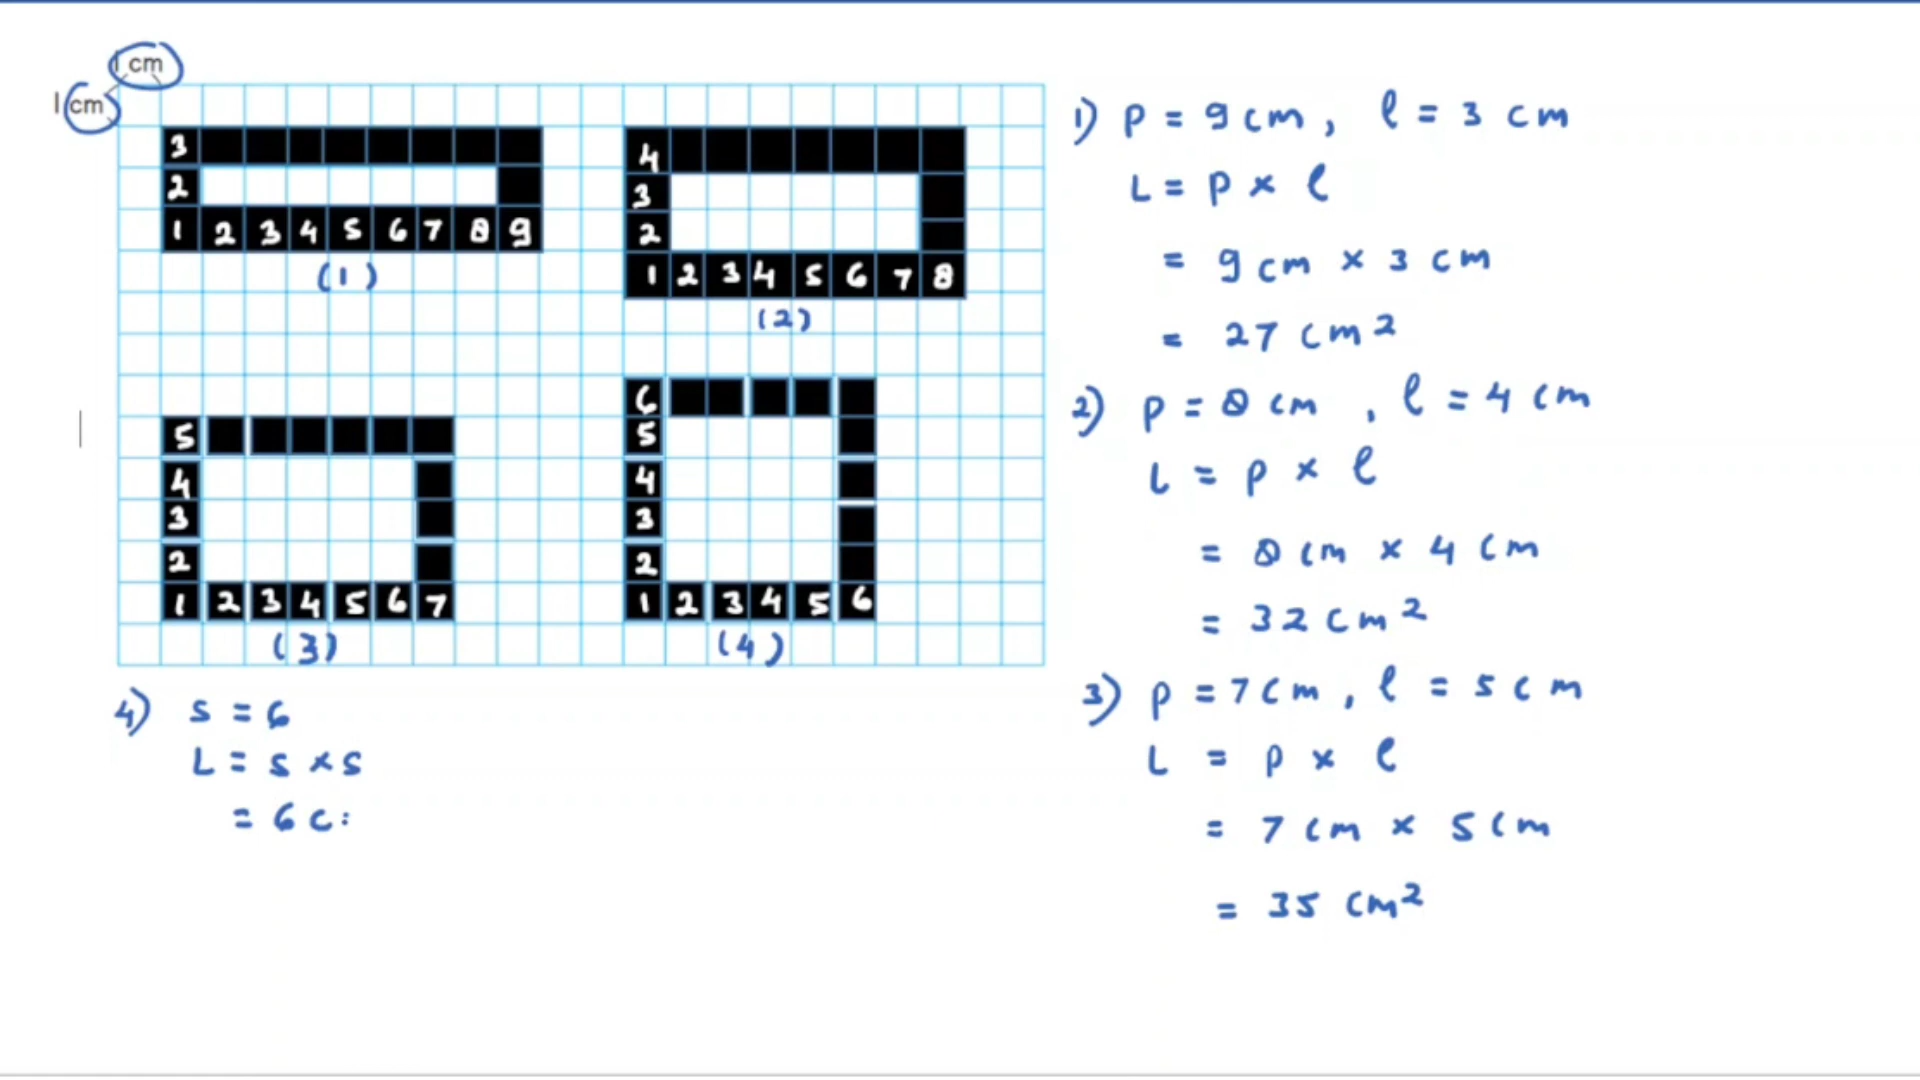 1 cm
1 cm
3
2
1 2 3 4 5 6 7 8 9
(1)
4
3
2
1 2 3 4 5 6 7 8
(2)
5
4
3
2
1 2 3 4 5 6 7
(3)
6
5
4
3
2
1 2 3 4 5 6
(4)
1) p = 9 cm, l = 3 cm
L = p × l
= 9 cm × 3 cm
= 27 cm²
2) p = 8 cm, l = 4 cm
L = p × l
= 8 cm × 4 cm
= 32 cm²
3) p = 7 cm, l = 5 cm
L = p × l
= 7 cm × 5 cm
= 35 cm²
4) s = 6
L = s × s
= 6 c